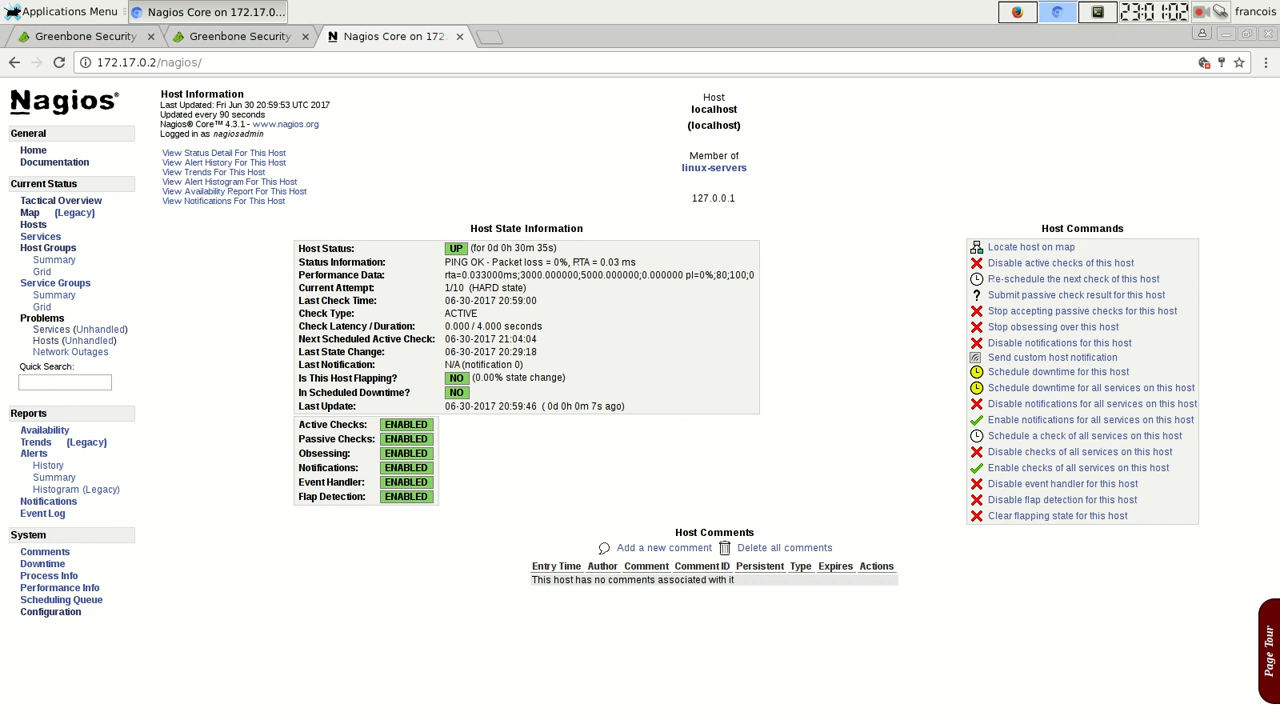 Applications Menu
Nagios Core on 172.17.0...
23:01:02
francois
Greenbone Security
Greenbone Security
Nagios Core on 172
172.17.0.2/nagios/
Nagios®
General
Home
Documentation
Current Status
Tactical Overview
Map (Legacy)
Hosts
Services
Host Groups
Summary
Grid
Service Groups
Summary
Grid
Problems
Services (Unhandled)
Hosts (Unhandled)
Network Outages
Quick Search:
Reports
Availability
Trends (Legacy)
Alerts
History
Summary
Histogram (Legacy)
Notifications
Event Log
System
Comments
Downtime
Process Info
Performance Info
Scheduling Queue
Configuration
Host Information
Last Updated: Fri Jun 30 20:59:53 UTC 2017
Updated every 90 seconds
Nagios® Core™ 4.3.1 - www.nagios.org
Logged in as nagiosadmin
View Status Detail For This Host
View Alert History For This Host
View Trends For This Host
View Alert Histogram For This Host
View Availability Report For This Host
View Notifications For This Host
Host
localhost
(localhost)
Member of
linux-servers
127.0.0.1
Host State Information
Host Status: UP (for 0d 0h 30m 35s)
Status Information: PING OK - Packet loss = 0%, RTA = 0.03 ms
Performance Data: rta=0.033000ms;3000.000000;5000.000000;0.000000 pl=0%;80;100;0
Current Attempt: 1/10 (HARD state)
Last Check Time: 06-30-2017 20:59:00
Check Type: ACTIVE
Check Latency / Duration: 0.000 / 4.000 seconds
Next Scheduled Active Check: 06-30-2017 21:04:04
Last State Change: 06-30-2017 20:29:18
Last Notification: N/A (notification 0)
Is This Host Flapping? NO (0.00% state change)
In Scheduled Downtime? NO
Last Update: 06-30-2017 20:59:46 ( 0d 0h 0m 7s ago)
Active Checks: ENABLED
Passive Checks: ENABLED
Obsessing: ENABLED
Notifications: ENABLED
Event Handler: ENABLED
Flap Detection: ENABLED
Host Commands
Locate host on map
Disable active checks of this host
Re-schedule the next check of this host
Submit passive check result for this host
Stop accepting passive checks for this host
Stop obsessing over this host
Disable notifications for this host
Send custom host notification
Schedule downtime for this host
Schedule downtime for all services on this host
Disable notifications for all services on this host
Enable notifications for all services on this host
Schedule a check of all services on this host
Disable checks of all services on this host
Enable checks of all services on this host
Disable event handler for this host
Disable flap detection for this host
Clear flapping state for this host
Host Comments
Add a new comment Delete all comments
Entry Time Author Comment Comment ID Persistent Type Expires Actions
This host has no comments associated with it
Page Tour